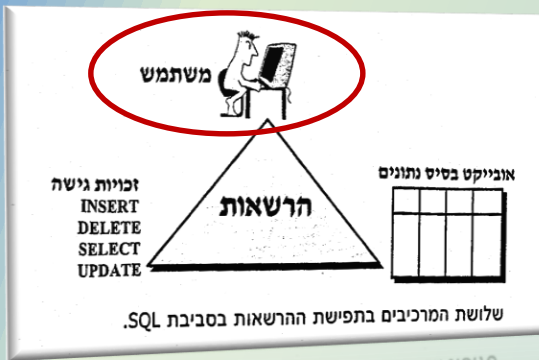 משתמש
אובייקט בסיס נתונים
זכויות גישה
INSERT
DELETE
SELECT
UPDATE
הרשאות
שלושת המרכיבים בתפישת ההרשאות בסביבת SQL.